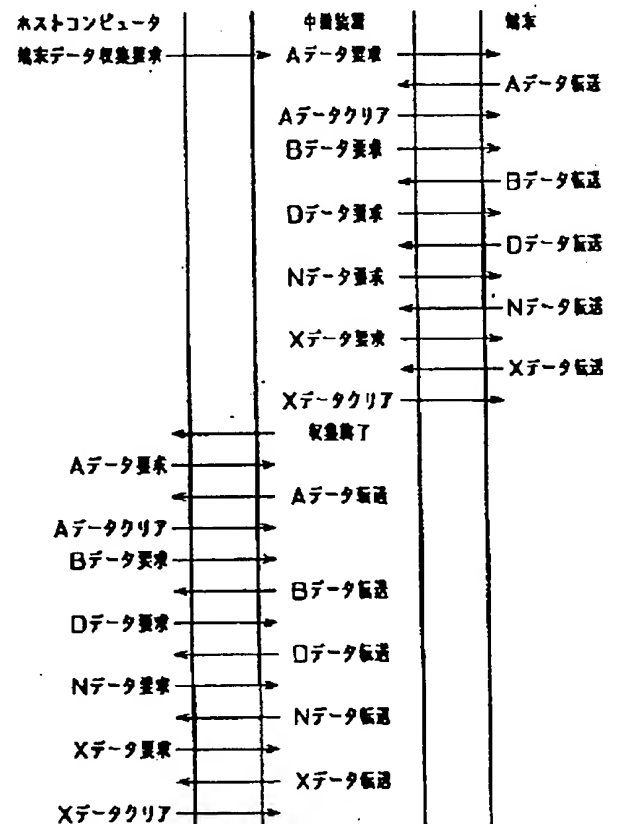 ホストコンピュータ 中継装置 端末
端末データ収集要求 Aデータ要求
Aデータ転送
Aデータクリア
Bデータ要求
Bデータ転送
Dデータ要求
Dデータ転送
Nデータ要求
Nデータ転送
Xデータ要求
Xデータ転送
Xデータクリア
収集終了
Aデータ要求
Aデータ転送
Aデータクリア
Bデータ要求
Bデータ転送
Dデータ要求
Dデータ転送
Nデータ要求
Nデータ転送
Xデータ要求
Xデータ転送
Xデータクリア